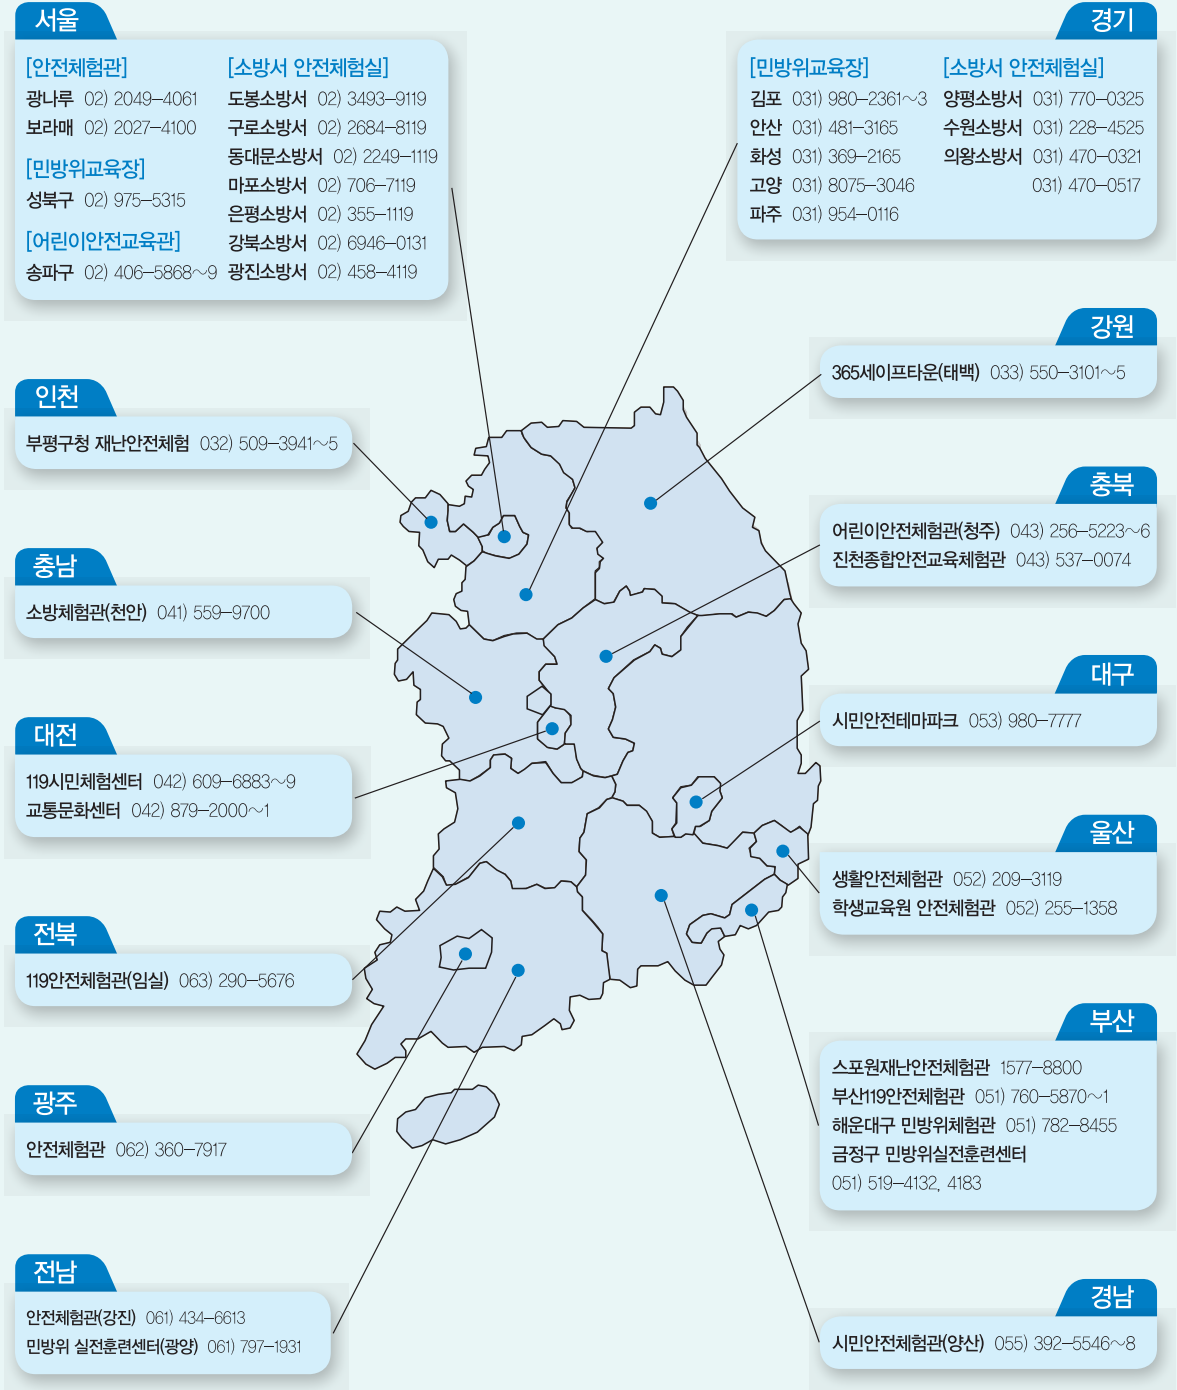 서울
[안전체험관]
광나루 02) 2049-4061
보라매 02) 2027-4100
[민방위교육장]
성북구 02) 975-5315
[어린이안전교육관]
송파구 02) 406-5868~9
[소방서 안전체험실]
도봉소방서 02) 3493-9119
구로소방서 02) 2684-8119
동대문소방서 02) 2249-1119
마포소방서 02) 706-7119
은평소방서 02) 355-1119
강북소방서 02) 6946-0131
광진소방서 02) 458-4119
경기
[민방위교육장]
김포 031) 980-2361~3
안산 031) 481-3165
화성 031) 369-2165
고양 031) 8075-3046
파주 031) 954-0116
[소방서 안전체험실]
양평소방서 031) 770-0325
수원소방서 031) 228-4525
의왕소방서 031) 470-0321
031) 470-0517
인천
부평구청 재난안전체험 032) 509-3941~5
충남
소방체험관(천안) 041) 559-9700
대전
119시민체험센터 042) 609-6883~9
교통문화센터 042) 879-2000~1
전북
119안전체험관(임실) 063) 290-5676
광주
안전체험관 062) 360-7917
전남
안전체험관(강진) 061) 434-6613
민방위 실전훈련센터(광양) 061) 797-1931
강원
365세이프타운(태백) 033) 550-3101~5
충북
어린이안전체험관(청주) 043) 256-5223~6
진천종합안전교육체험관 043) 537-0074
대구
시민안전테마파크 053) 980-7777
울산
생활안전체험관 052) 209-3119
학생교육원 안전체험관 052) 255-1358
부산
스포원재난안전체험관 1577-8800
부산119안전체험관 051) 760-5870~1
해운대구 민방위체험관 051) 782-8455
금정구 민방위실전훈련센터
051) 519-4132, 4183
경남
시민안전체험관(양산) 055) 392-5546~8